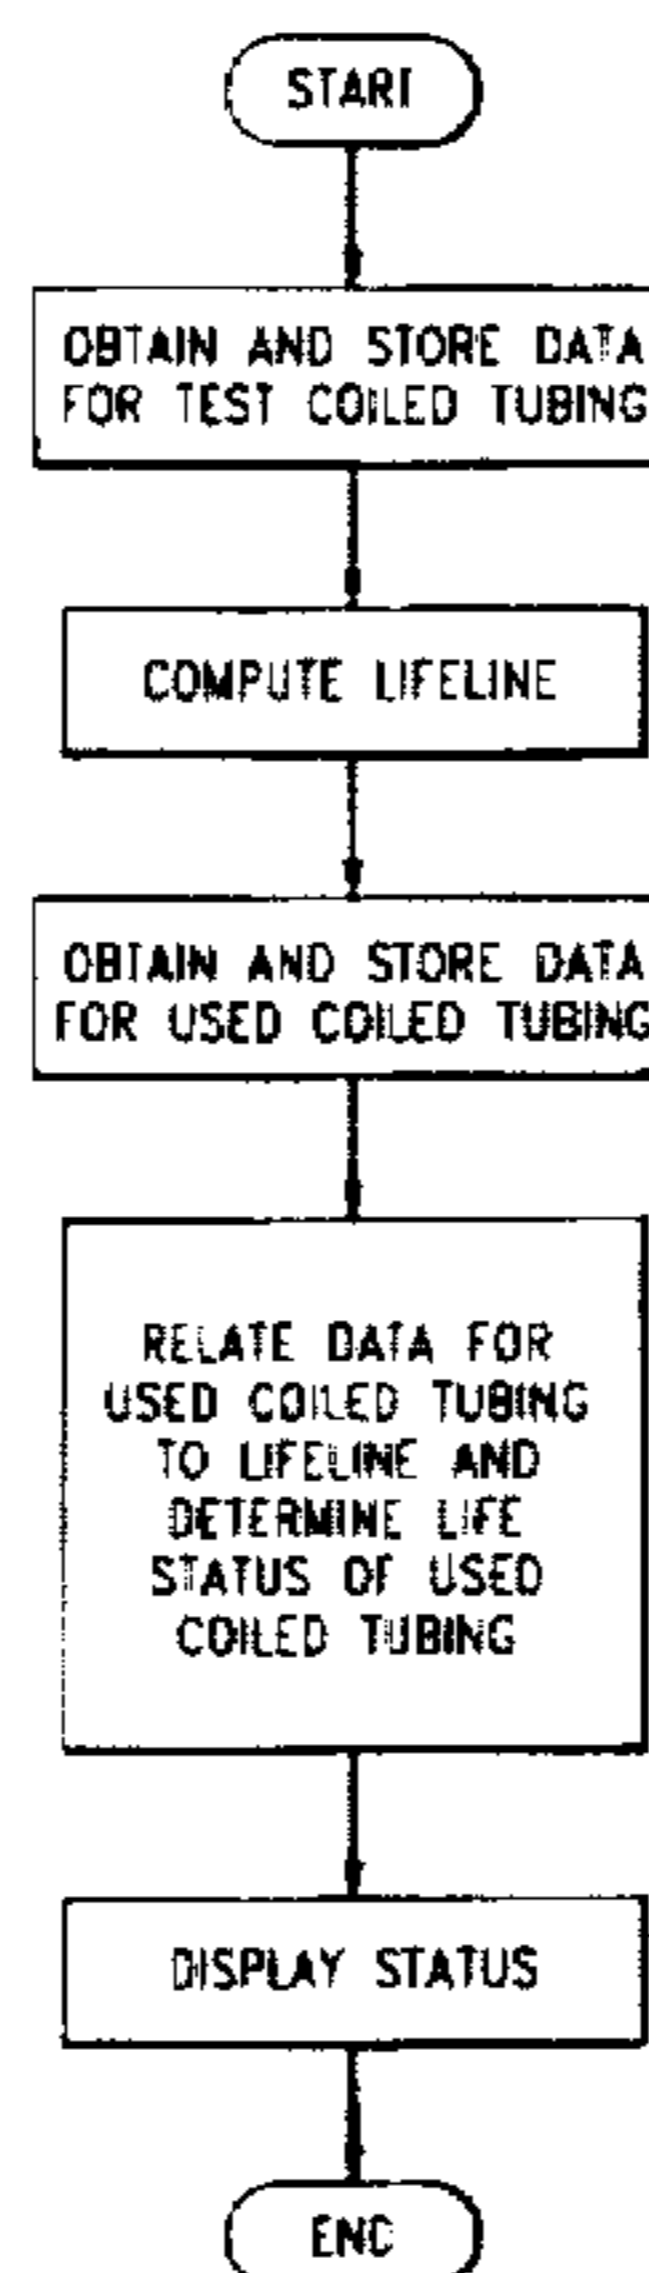 START
OBTAIN AND STORE DATA
FOR TEST COILED TUBING
COMPUTE LIFELINE
OBTAIN AND STORE DATA
FOR USED COILED TUBING
RELATE DATA FOR
USED COILED TUBING
TO LIFELINE AND
DETERMINE LIFE
STATUS OF USED
COILED TUBING
DISPLAY STATUS
END